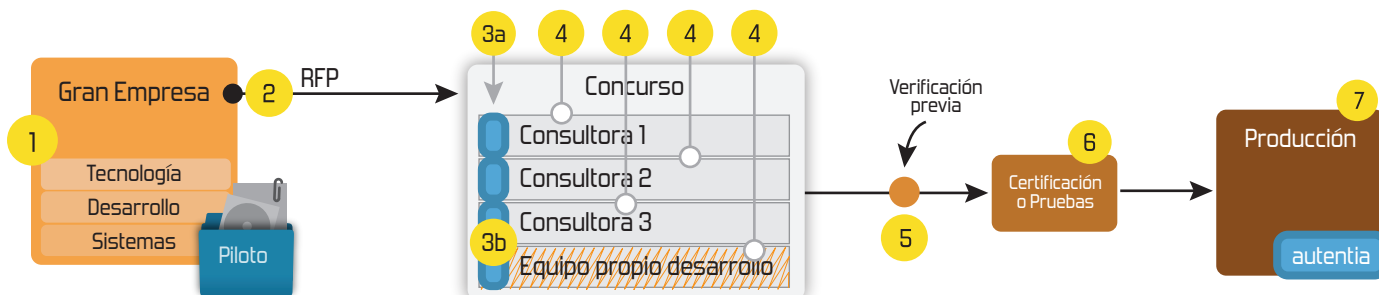 3a
4
4
4
4
Gran Empresa
2
RFP
Concurso
Verificación
previa
7
1
Consultora 1
6
Producción
Tecnología
Consultora 2
Certificación
o Pruebas
Desarrollo
Consultora 3
5
Sistemas
3b
Piloto
Equipo propio desarrollo
autentia